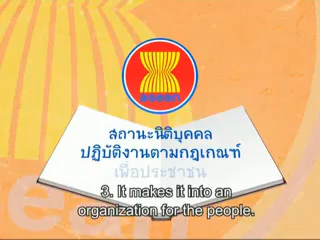 asean
สถานะนิติบุคคล
ปฏิบัติงานตามกฎเกณฑ์
เพื่อประชาชน
3. It makes it into an
organization for the people.